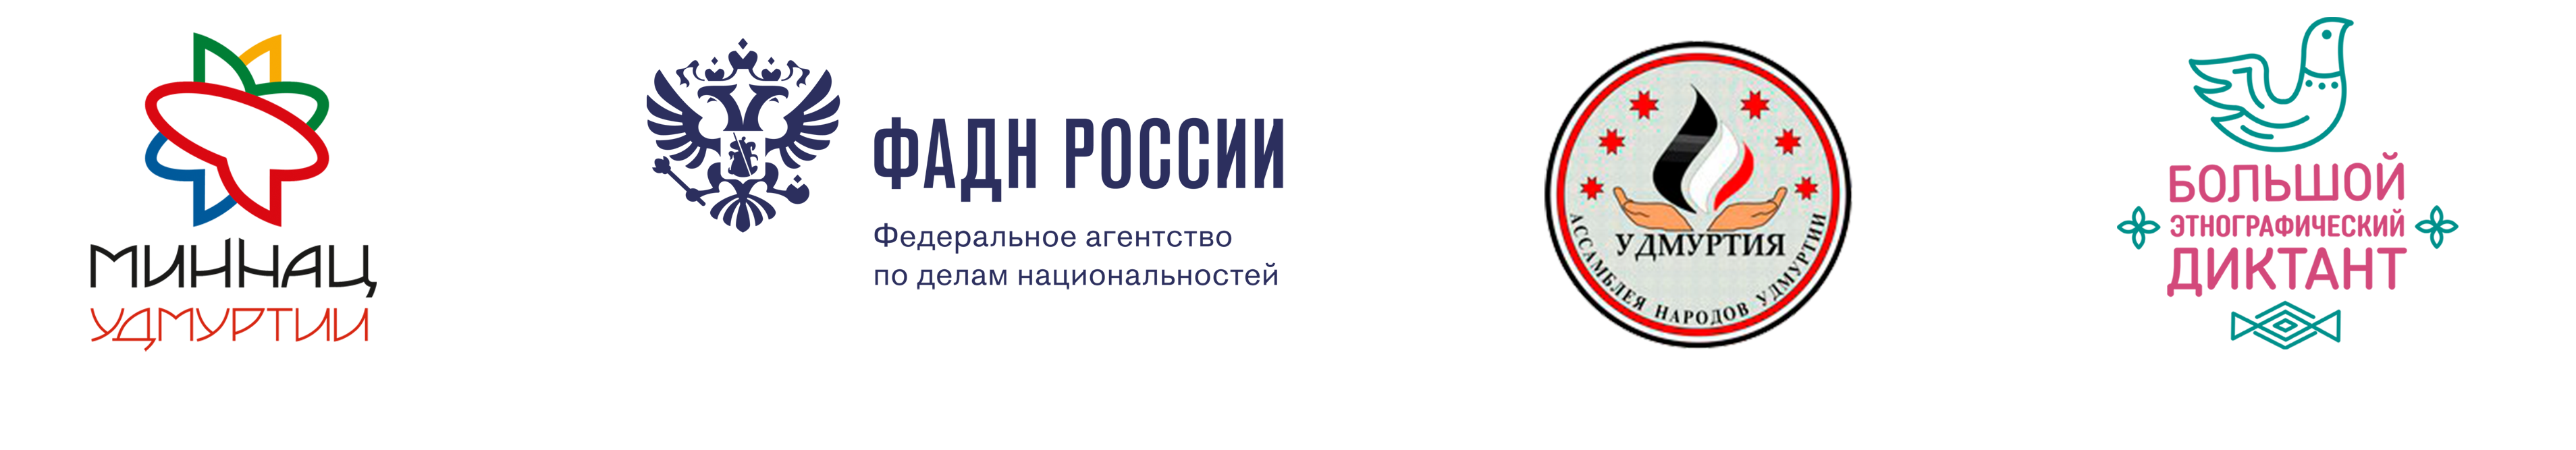 МИННАЦ
УДМУРТИИ
ФАДН РОССИИ
Федеральное агентство
по делам национальностей
УДМУРТИЯ
АССАМБЛЕЯ НАРОДОВ УДМУРТИИ
БОЛЬШОЙ
ЭТНОГРАФИЧЕСКИЙ
ДИКТАНТ